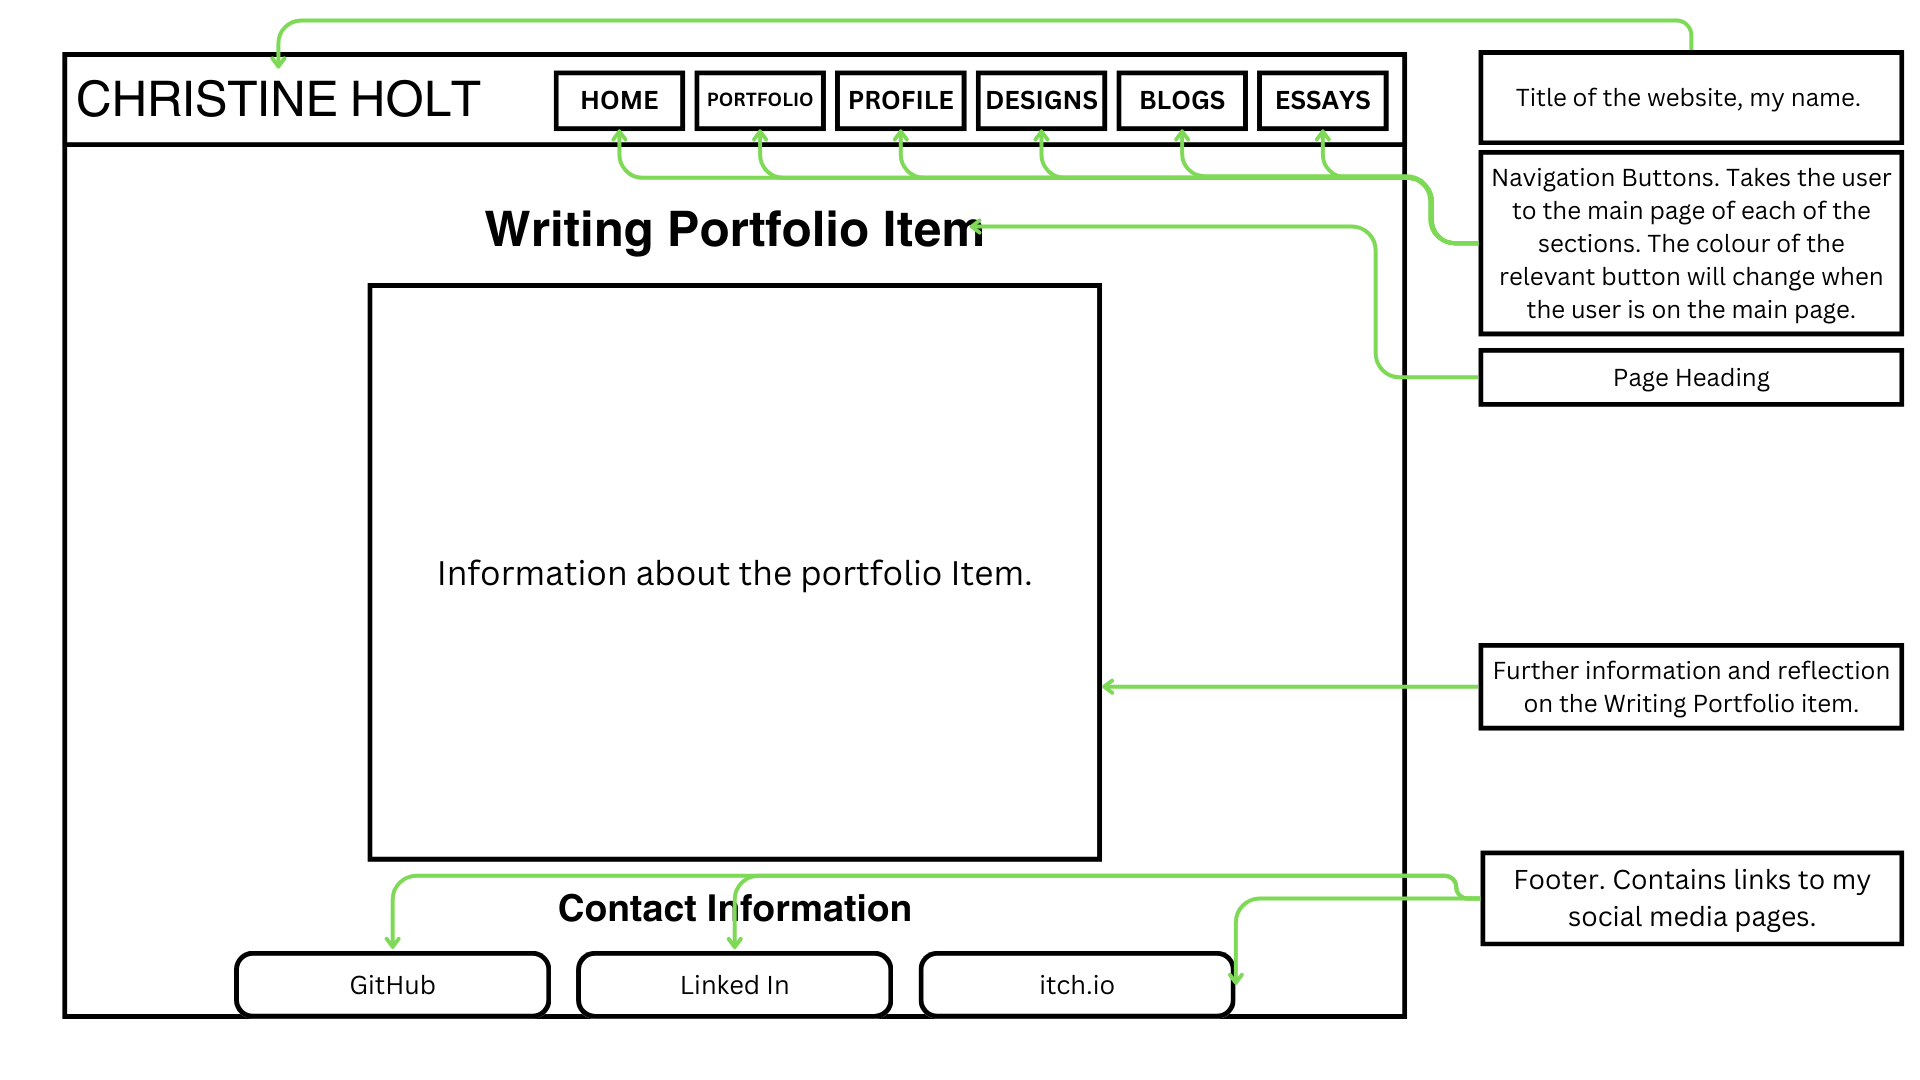 CHRISTINE HOLT
HOME
PORTFOLIO
PROFILE
DESIGNS
BLOGS
ESSAYS
Title of the website, my name.
Navigation Buttons. Takes the user
to the main page of each of the
sections. The colour of the
relevant button will change when
the user is on the main page.
Writing Portfolio Item
Page Heading
Information about the portfolio Item.
Further information and reflection
on the Writing Portfolio item.
Footer. Contains links to my
social media pages.
Contact Information
GitHub
Linked In
itch.io